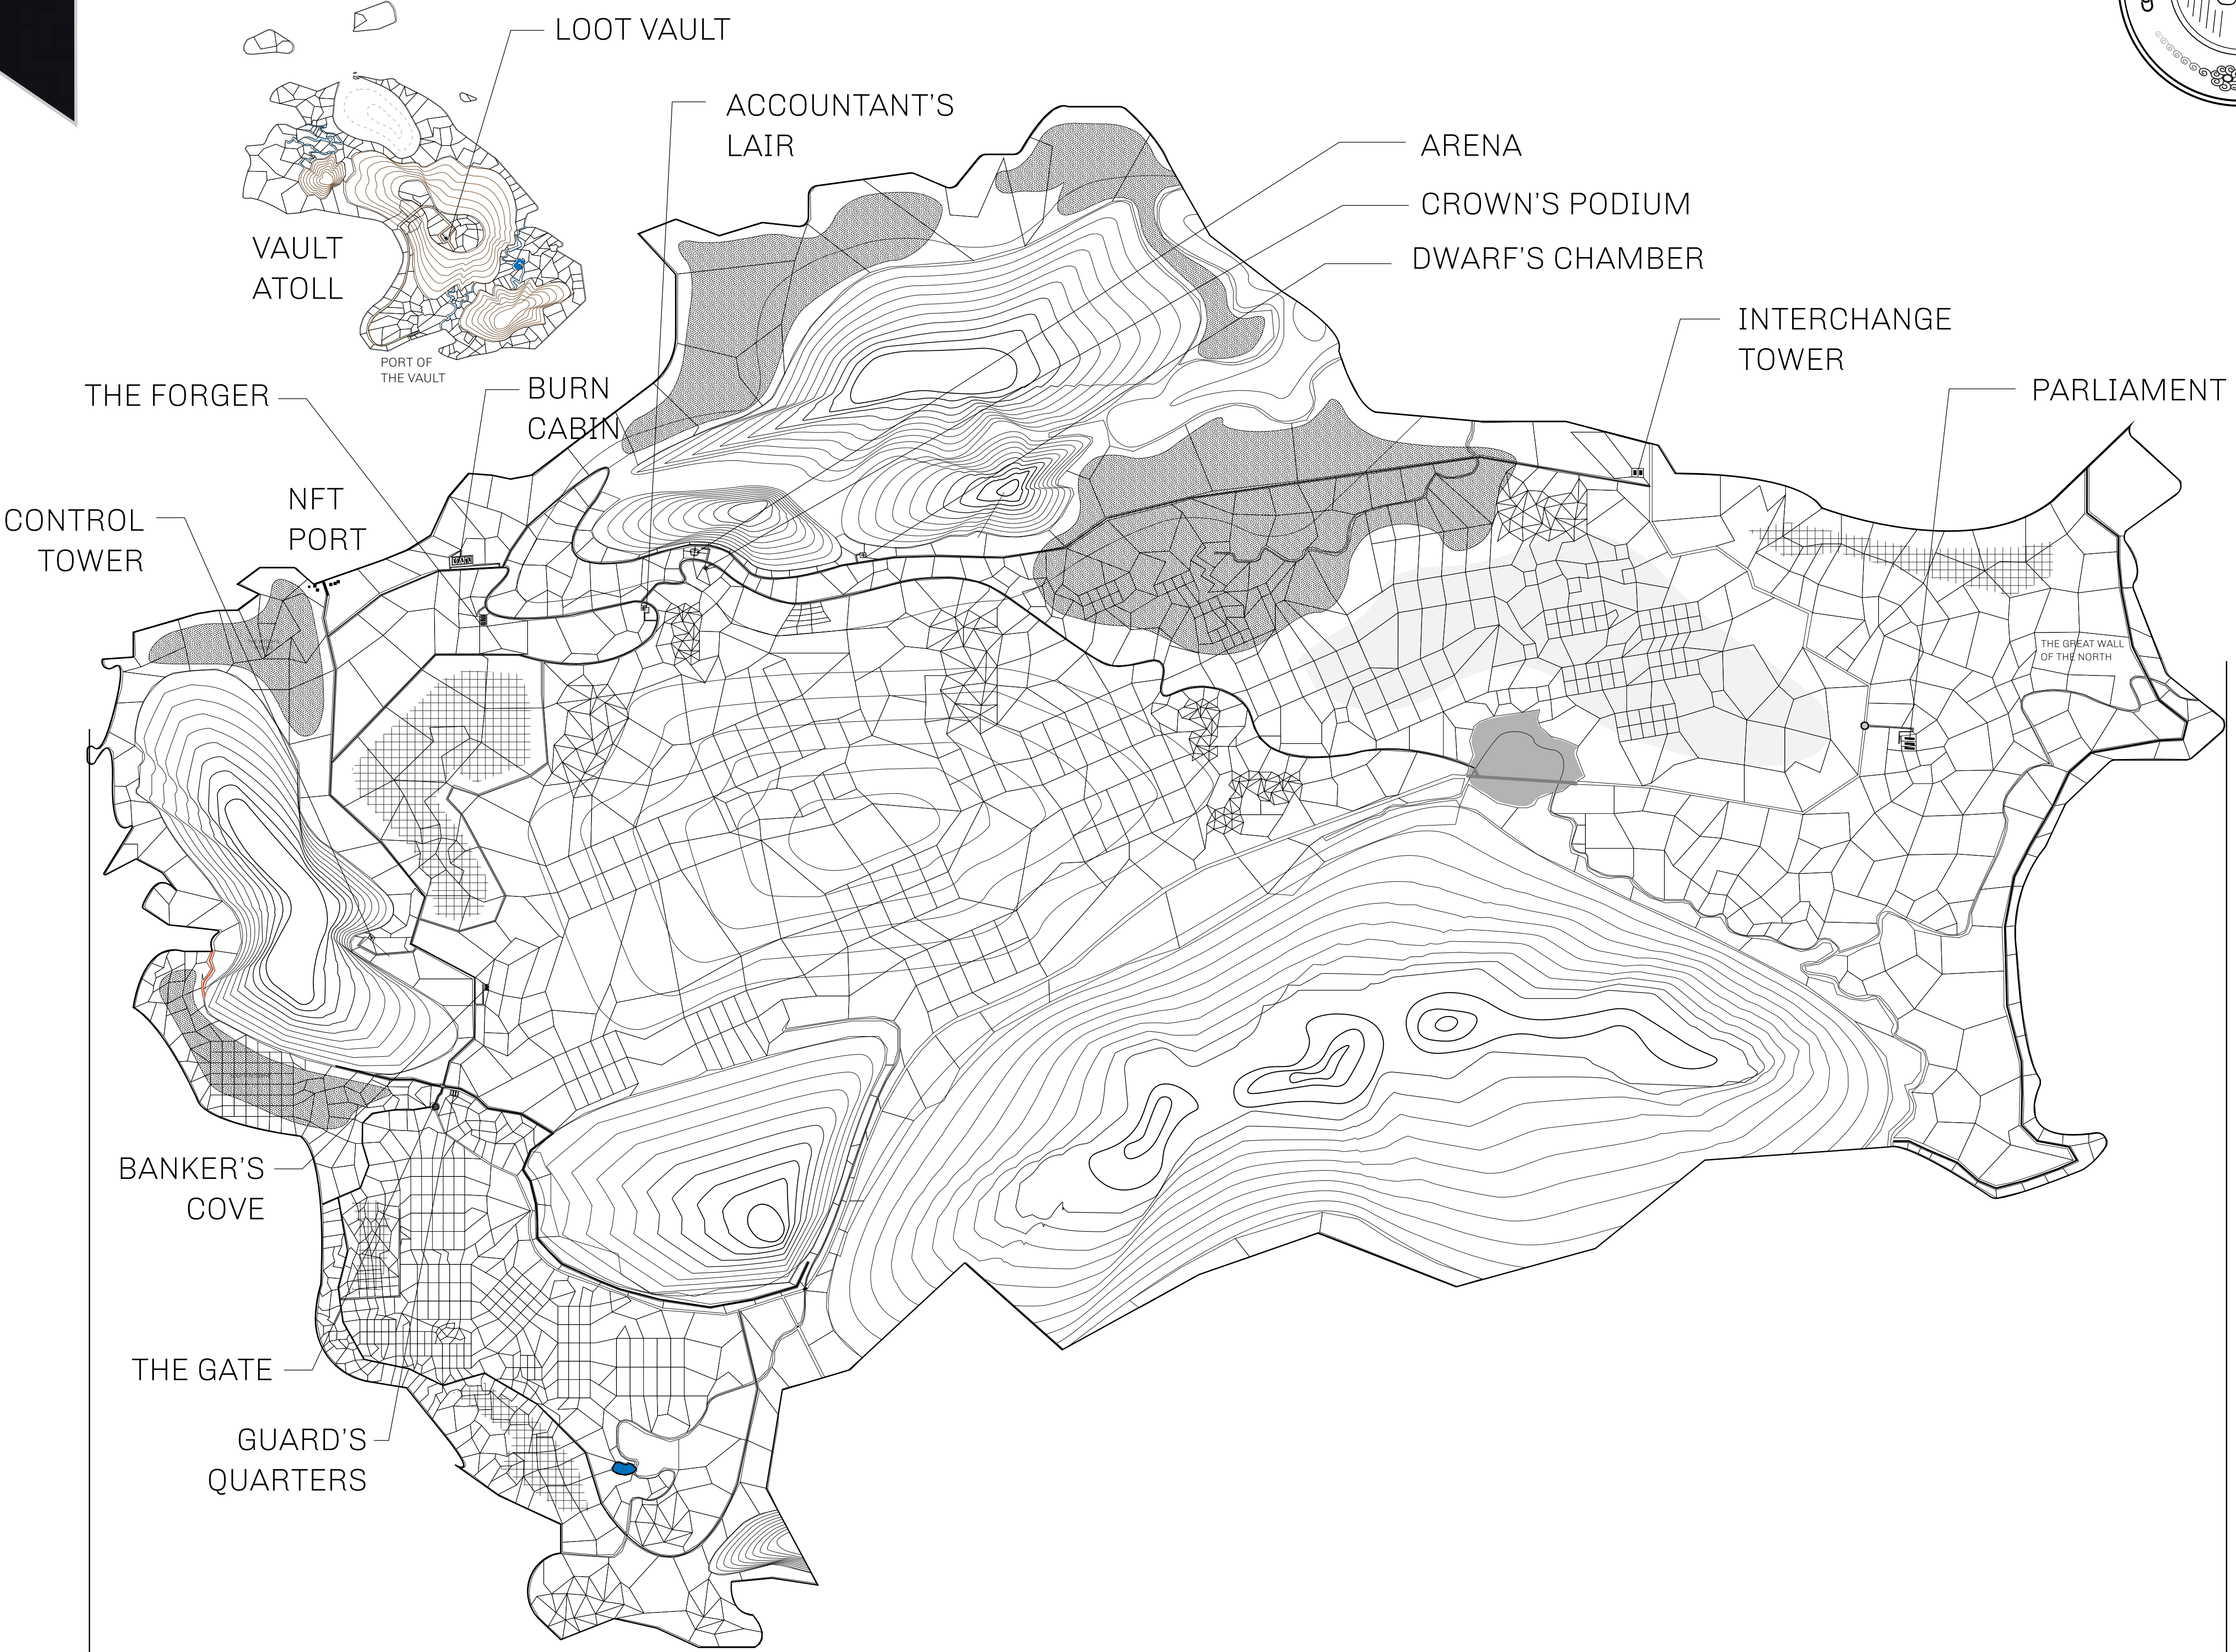 LOOT VAULT
ACCOUNTANT'S
LAIR
ARENA
CROWN'S PODIUM
DWARF'S CHAMBER
VAULT
ATOLL
INTERCHANGE
TOWER
PORT OF
THE VAULT
PARLIAMENT
THE FORGER
BURN
CABIN
NFT
PORT
CONTROL
TOWER
THE GREAT WALL
OF THE NORTH
BANKER'S
COVE
THE GATE
GUARD'S
QUARTERS